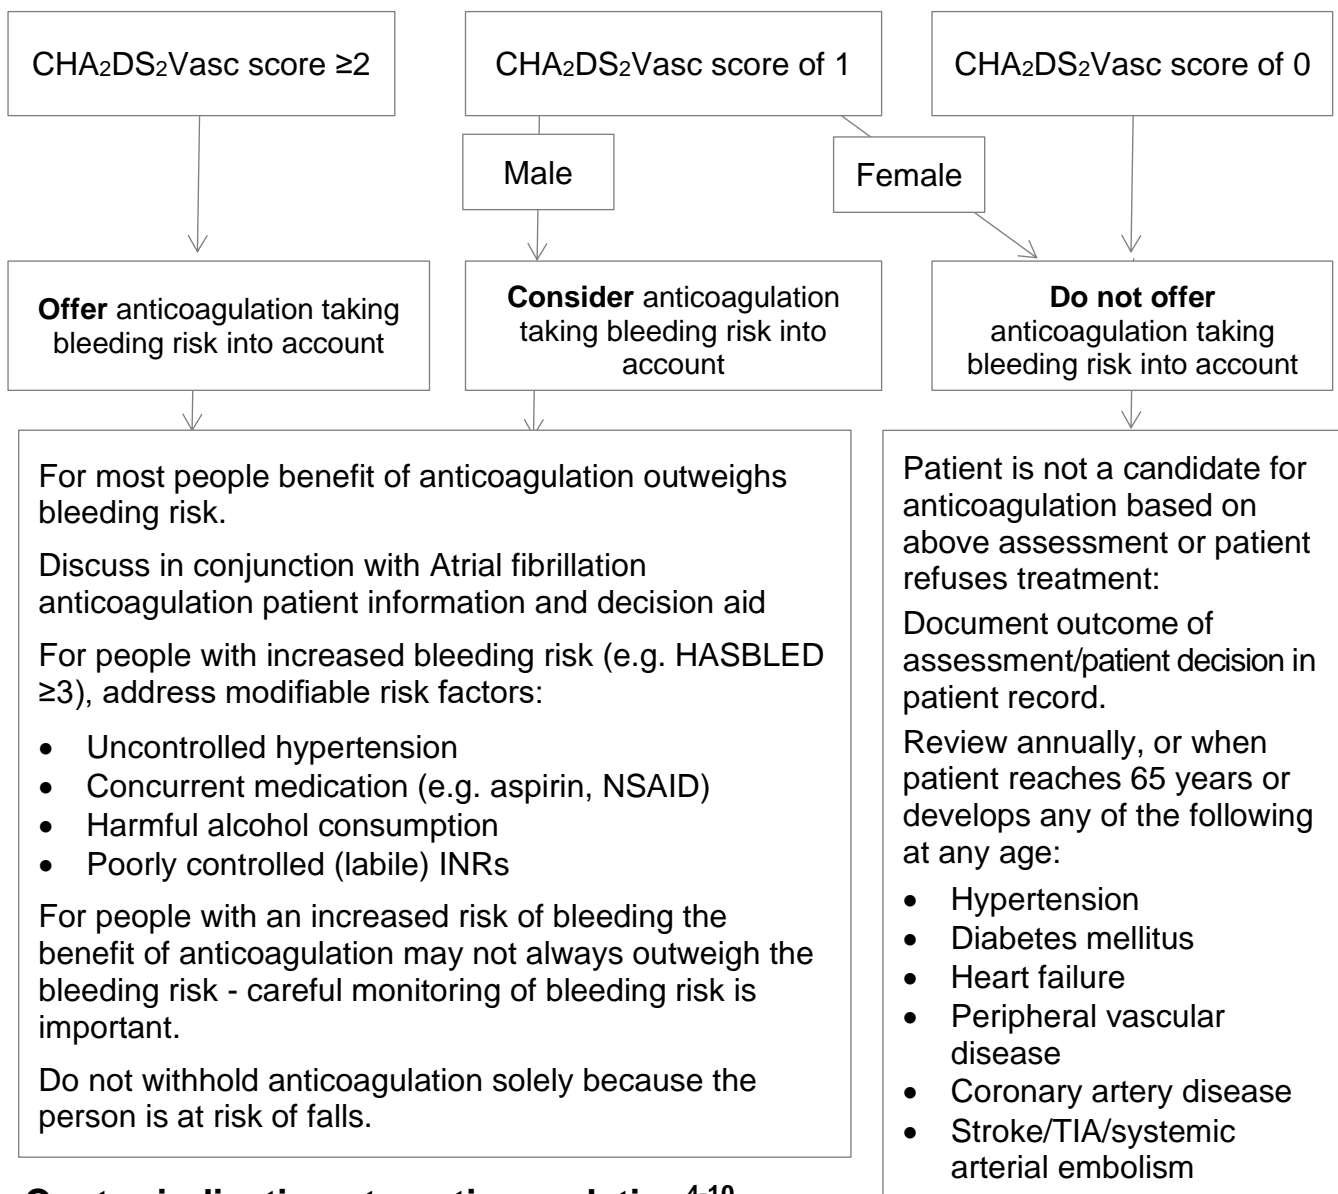 CHA2DS2Vasc score ≥2
CHA2DS2Vasc score of 1
CHA2DS2Vasc score of 0
Male
Female
Offer anticoagulation taking
bleeding risk into account
Consider anticoagulation
taking bleeding risk into
account
Do not offer
anticoagulation taking
bleeding risk into account
For most people benefit of anticoagulation outweighs
bleeding risk.
Discuss in conjunction with Atrial fibrillation
anticoagulation patient information and decision aid
For people with increased bleeding risk (e.g. HASBLED
≥3), address modifiable risk factors:
• Uncontrolled hypertension
• Concurrent medication (e.g. aspirin, NSAID)
• Harmful alcohol consumption
• Poorly controlled (labile) INRs
For people with an increased risk of bleeding the
benefit of anticoagulation may not always outweigh the
bleeding risk - careful monitoring of bleeding risk is
important.
Do not withhold anticoagulation solely because the
person is at risk of falls.
Patient is not a candidate for
anticoagulation based on
above assessment or patient
refuses treatment:
Document outcome of
assessment/patient decision in
patient record.
Review annually, or when
patient reaches 65 years or
develops any of the following
at any age:
• Hypertension
• Diabetes mellitus
• Heart failure
• Peripheral vascular
disease
• Coronary artery disease
• Stroke/TIA/systemic
arterial embolism
4-10